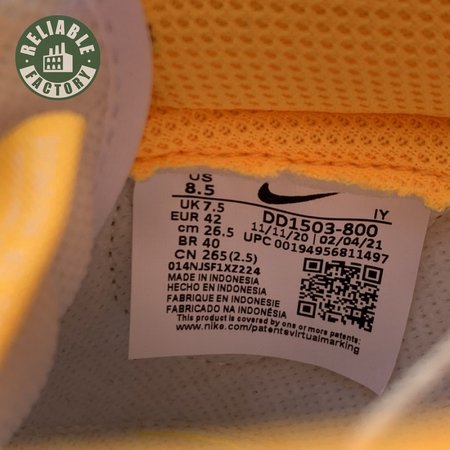 RELIABLE
FACTORY
US
8.5
UK 7.5
EUR 42
cm 26.5
BR 40
CN 265(2.5)
IY
DD1503-800
11/11/20 | 02/04/21
UPC 00194956811497
014NJSF1XZ224
MADE IN INDONESIA
HECHO EN INDONESIA
FABRIQUE EN INDONESIE
FABRICADO NA INDONESIA
This product is covered by one or more patents:
www.nike.com/patentsvirtualmarking